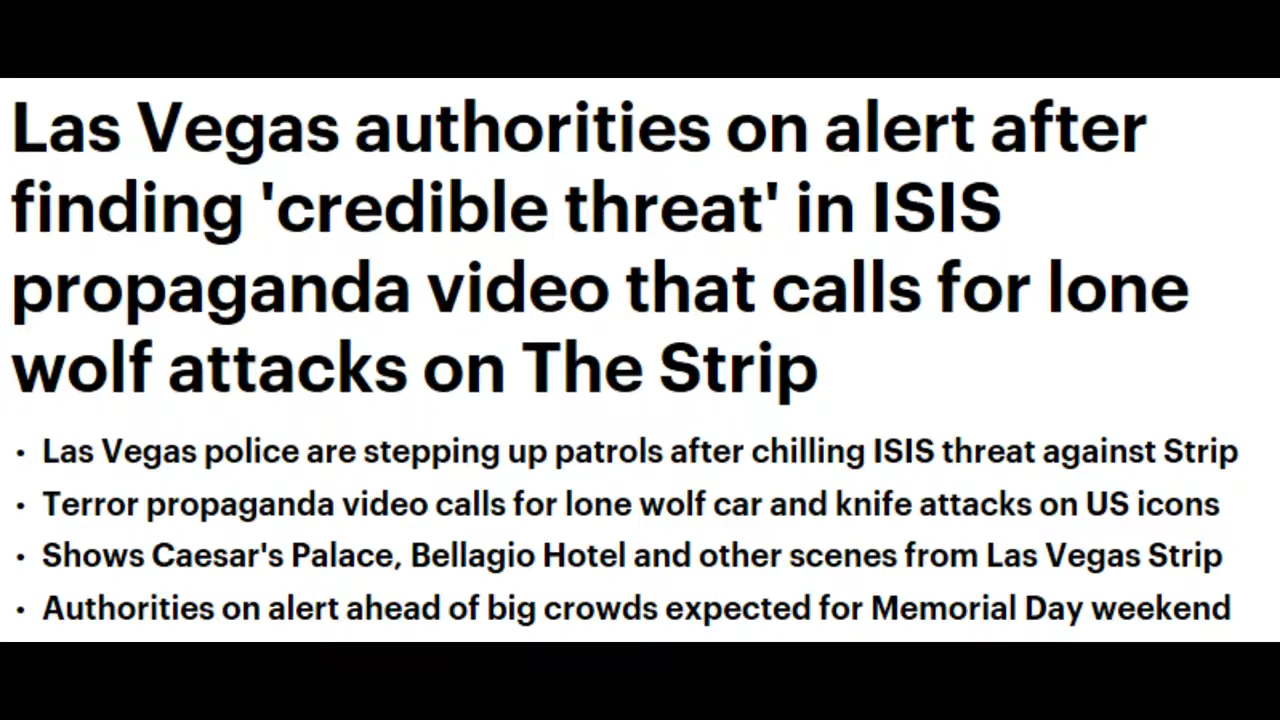 Las Vegas authorities on alert after
finding 'credible threat' in ISIS
propaganda video that calls for lone
wolf attacks on The Strip
• Las Vegas police are stepping up patrols after chilling ISIS threat against Strip
• Terror propaganda video calls for lone wolf car and knife attacks on US icons
• Shows Caesar's Palace, Bellagio Hotel and other scenes from Las Vegas Strip
• Authorities on alert ahead of big crowds expected for Memorial Day weekend